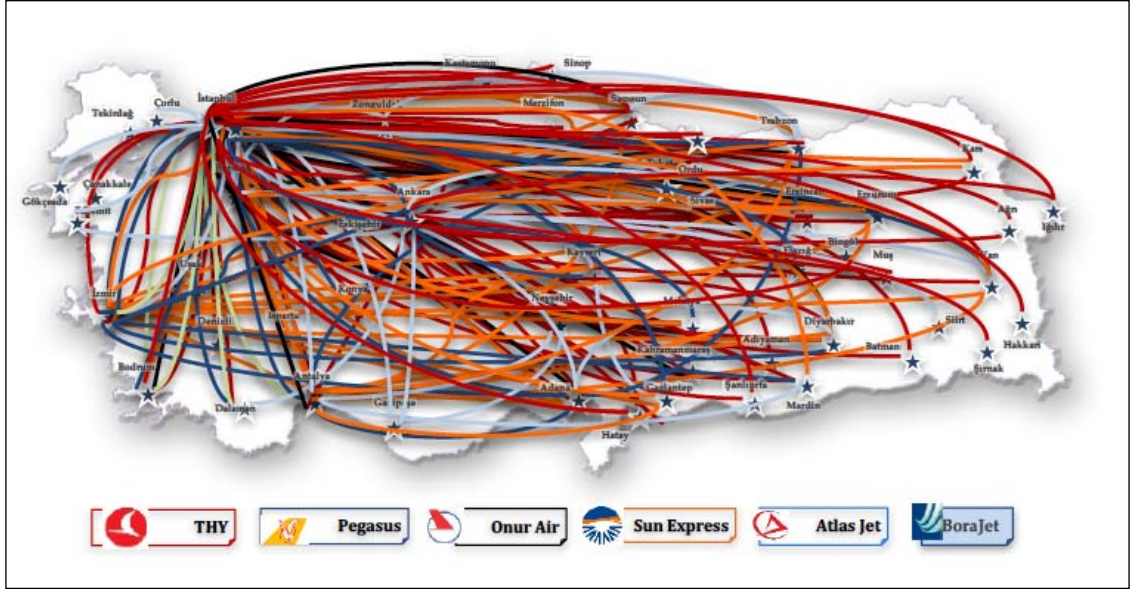 Kastamonu
Sinop
İstanbul
Çorlu
Tekirdağ
Merzifon
Samsun
Trabzon
Kars
Ordu
Çanakkale
Gökçeada
Ankara
Sivas
Erzincan
Erzurum
Ağrı
Iğdır
Eskişehir
Bingöl
Muş
Elazığ
Van
Kayseri
Uşak
İzmir
Konya
Nevşehir
Malatya
Denizli
Isparta
Diyarbakır
Siirt
Adıyaman
Batman
Hakkari
Kahramanmaraş
Şırnak
Bodrum
Antalya
Adana
Gaziantep
Şanlıurfa
Mardin
Dalaman
Gazipaşa
Hatay
THY
Pegasus
Onur Air
Sun Express
Atlas Jet
BoraJet